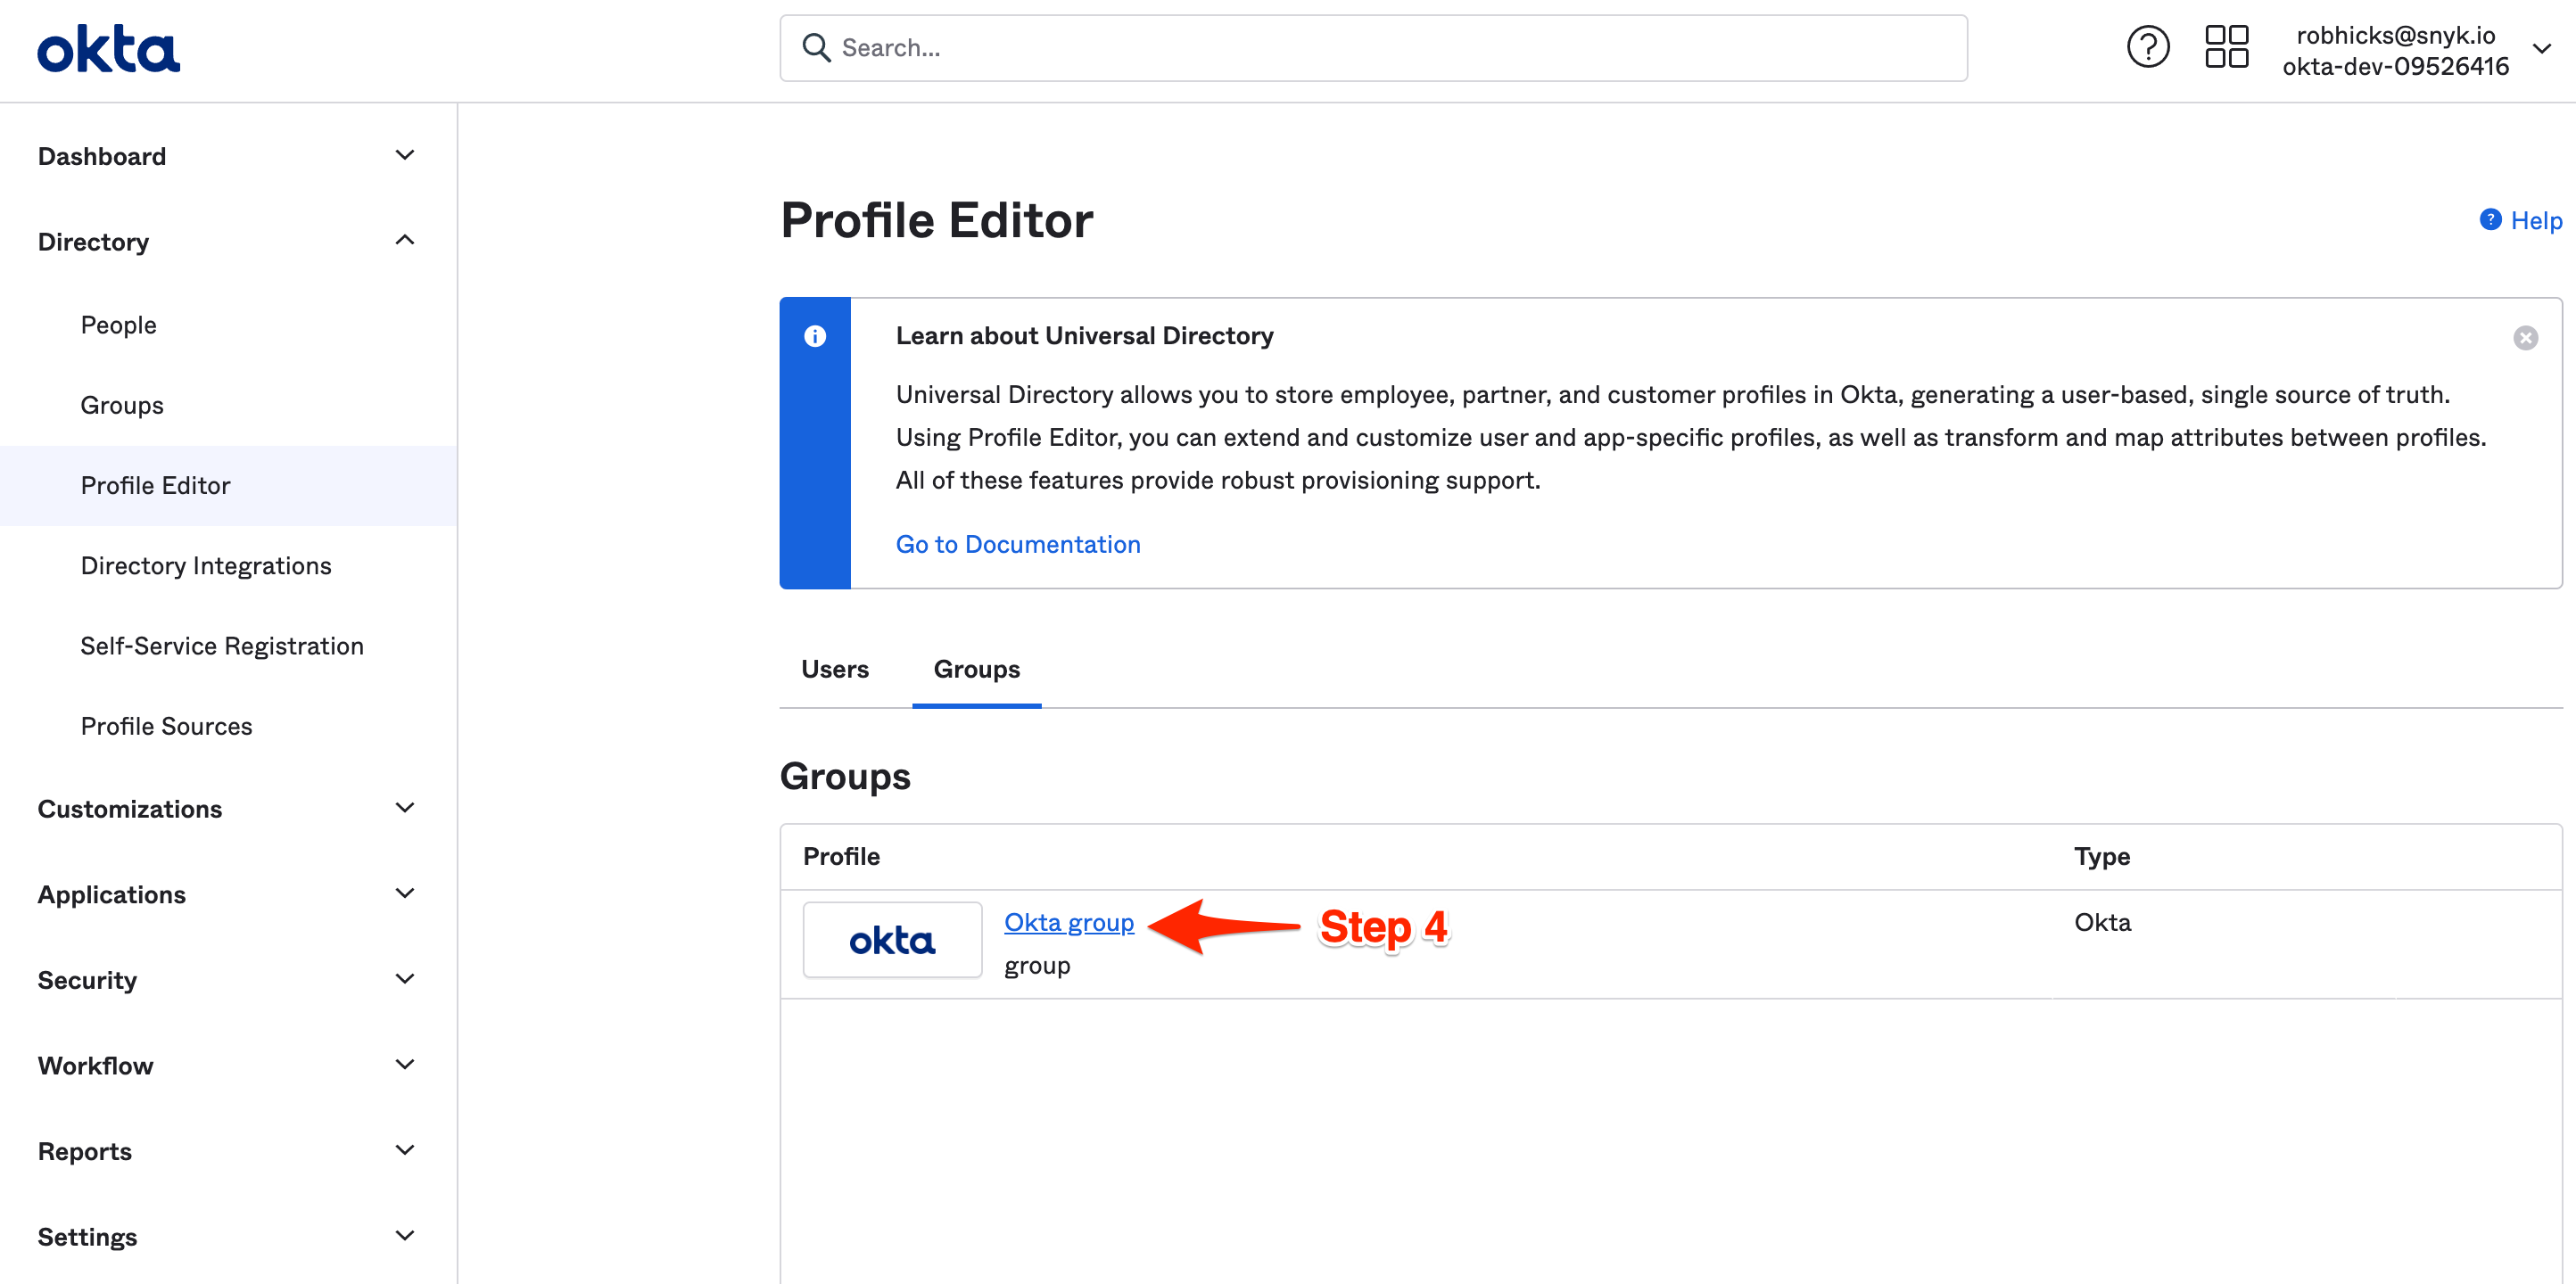 okta
Search...
robhicks@snyk.io
okta-dev-09526416
Dashboard
Directory
People
Groups
Profile Editor
Directory Integrations
Self-Service Registration
Profile Sources
Customizations
Applications
Security
Workflow
Reports
Settings
Profile Editor
Help
Learn about Universal Directory
Universal Directory allows you to store employee, partner, and customer profiles in Okta, generating a user-based, single source of truth.
Using Profile Editor, you can extend and customize user and app-specific profiles, as well as transform and map attributes between profiles.
All of these features provide robust provisioning support.
Go to Documentation
Users Groups
Groups
Profile Type
okta Okta group Step 4 Okta
group